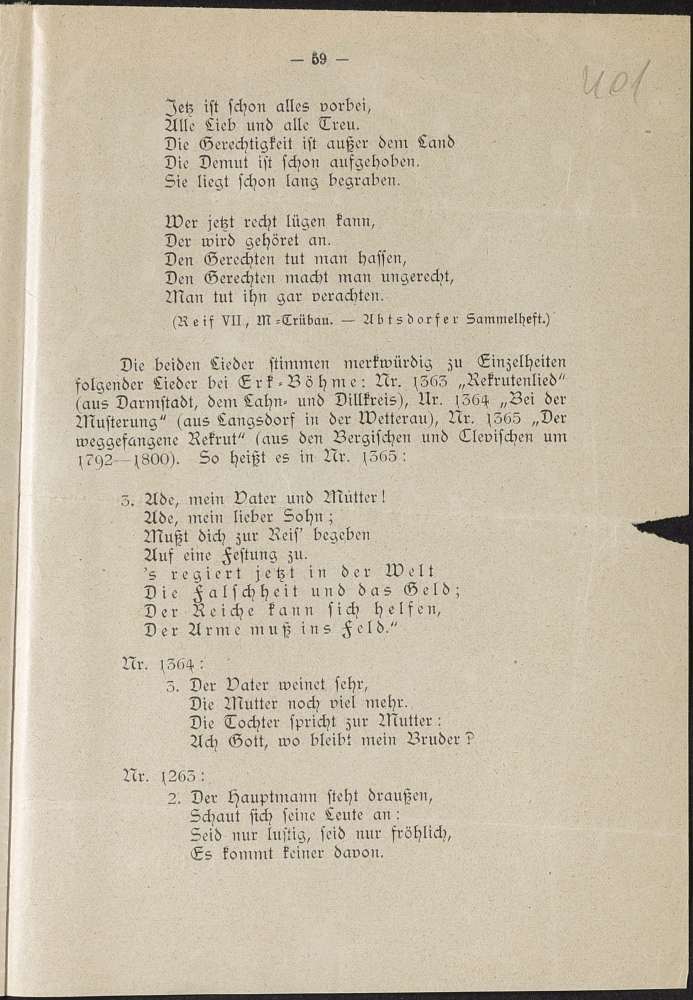 — 59 —
401
Jetz ist schon alles vorbei,
Alle Lieb und alle Treu.
Die Gerechtigkeit ist außer dem Land
Die Demut ist schon aufgehoben.
Sie liegt schon lang begraben.
Wer jetzt recht lügen kann,
Der wird gehöret an.
Den Gerechten tut man hassen,
Den Gerechten macht man ungerecht,
Man tut ihn gar verachten.
(Reif VII, M=Trübau. — Abtsdorfer Sammelheft.)
Die beiden Lieder stimmen merkwürdig zu Einzelheiten
folgender Lieder bei Erk=Böhme: Nr. 1363 „Rekrutenlied“
(aus Darmstadt, dem Lahn= und Dillkreis), Nr. 1364 „Bei der
Musterung“ (aus Langsdorf in der Wetterau), Nr. 1365 „Der
weggefangene Rekrut“ (aus den Bergischen und Clevischen um
1792—1800). So heißt es in Nr. 1365:
3. Ade, mein Vater und Mutter!
Ade, mein lieber Sohn;
Mußt dich zur Reis’ begeben
Auf eine Festung zu.
’s regiert jetzt in der Welt
Die Falschheit und das Geld;
Der Reiche kann sich helfen,
Der Arme muß ins Feld.“
Nr. 1364:
3. Der Vater weinet sehr,
Die Mutter noch viel mehr.
Die Tochter spricht zur Mutter:
Ach Gott, wo bleibt mein Bruder?
Nr. 1263:
2. Der Hauptmann steht draußen,
Schaut sich seine Leute an:
Seid nur lustig, seid nur fröhlich,
Es kommt keiner davon.